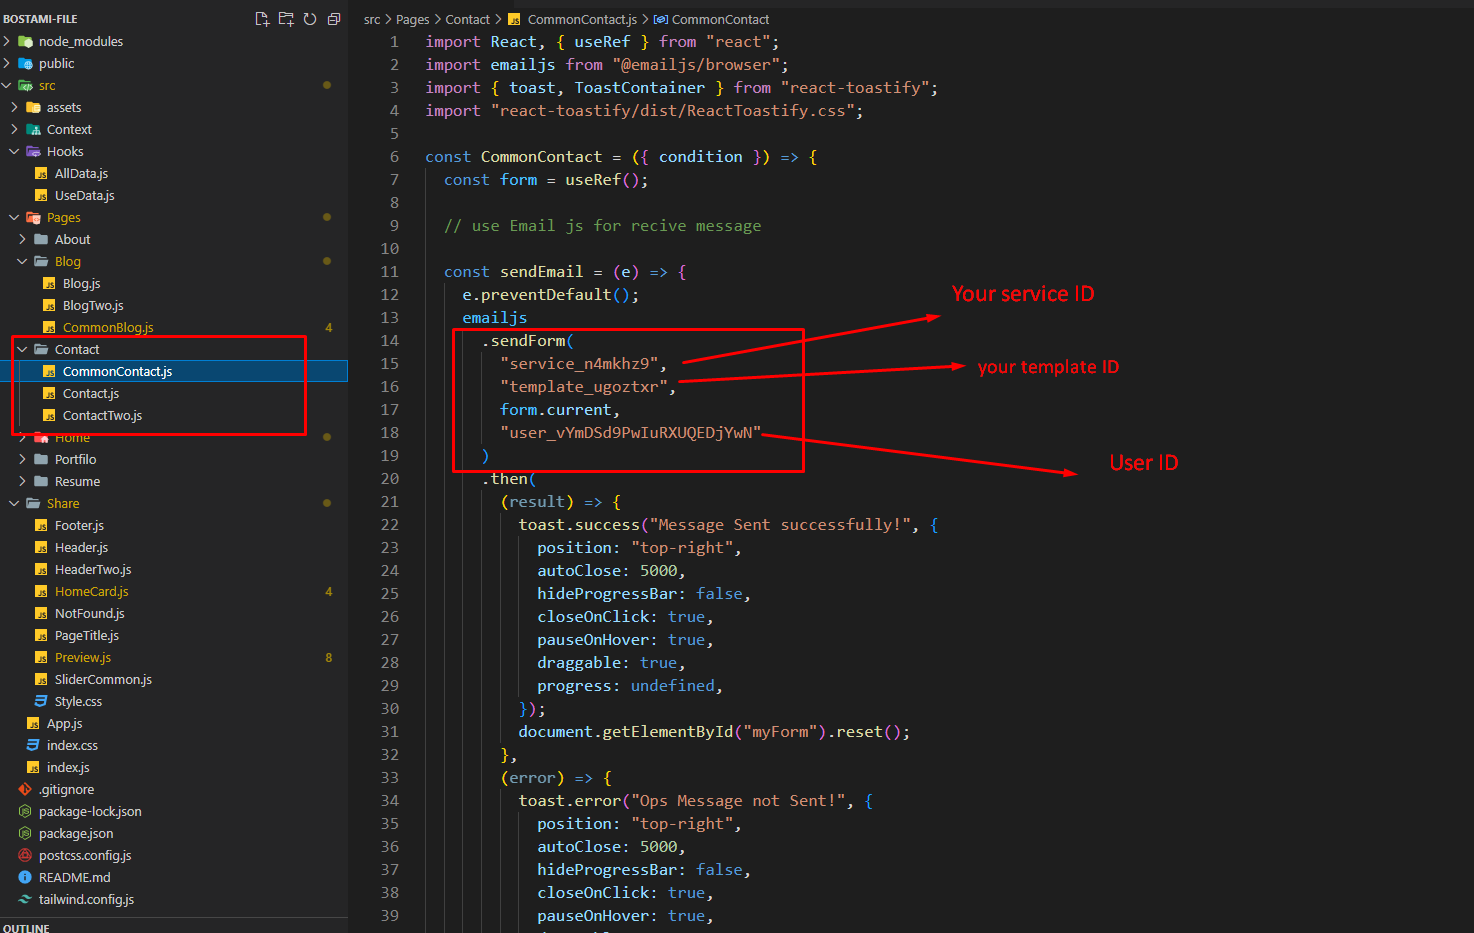 BOSTAMI-FILE
node_modules
public
src
assets
Context
Hooks
AllData.js
UseData.js
Pages
About
Blog
Blog.js
BlogTwo.js
CommonBlog.js 4
Contact
CommonContact.js
Contact.js
ContactTwo.js
Home
Portfilo
Resume
Share
Footer.js
Header.js
HeaderTwo.js
HomeCard.js 4
NotFound.js
PageTitle.js
Preview.js 8
SliderCommon.js
Style.css
App.js
index.css
index.js
.gitignore
package-lock.json
package.json
postcss.config.js
README.md
tailwind.config.js
OUTLINE
src > Pages > Contact > JS CommonContact.js > CommonContact
1 import React, { useRef } from "react";
2 import emailjs from "@emailjs/browser";
3 import { toast, ToastContainer } from "react-toastify";
4 import "react-toastify/dist/ReactToastify.css";
5
6 const CommonContact = ({ condition }) => {
7 const form = useRef();
8
9 // use Email js for recive message
10
11 const sendEmail = (e) => {
12 e.preventDefault();
13 emailjs
14 .sendForm(
15 "service_n4mkhz9",
16 "template_ugoztxr",
17 form.current,
18 "user_vYmDSd9PwIuRXUQEDjYwN"
19 )
20 .then(
21 (result) => {
22 toast.success("Message Sent successfully!", {
23 position: "top-right",
24 autoClose: 5000,
25 hideProgressBar: false,
26 closeOnClick: true,
27 pauseOnHover: true,
28 draggable: true,
29 progress: undefined,
30 });
31 document.getElementById("myForm").reset();
32 },
33 (error) => {
34 toast.error("Ops Message not Sent!", {
35 position: "top-right",
36 autoClose: 5000,
37 hideProgressBar: false,
38 closeOnClick: true,
39 pauseOnHover: true,
Your service ID
your template ID
User ID